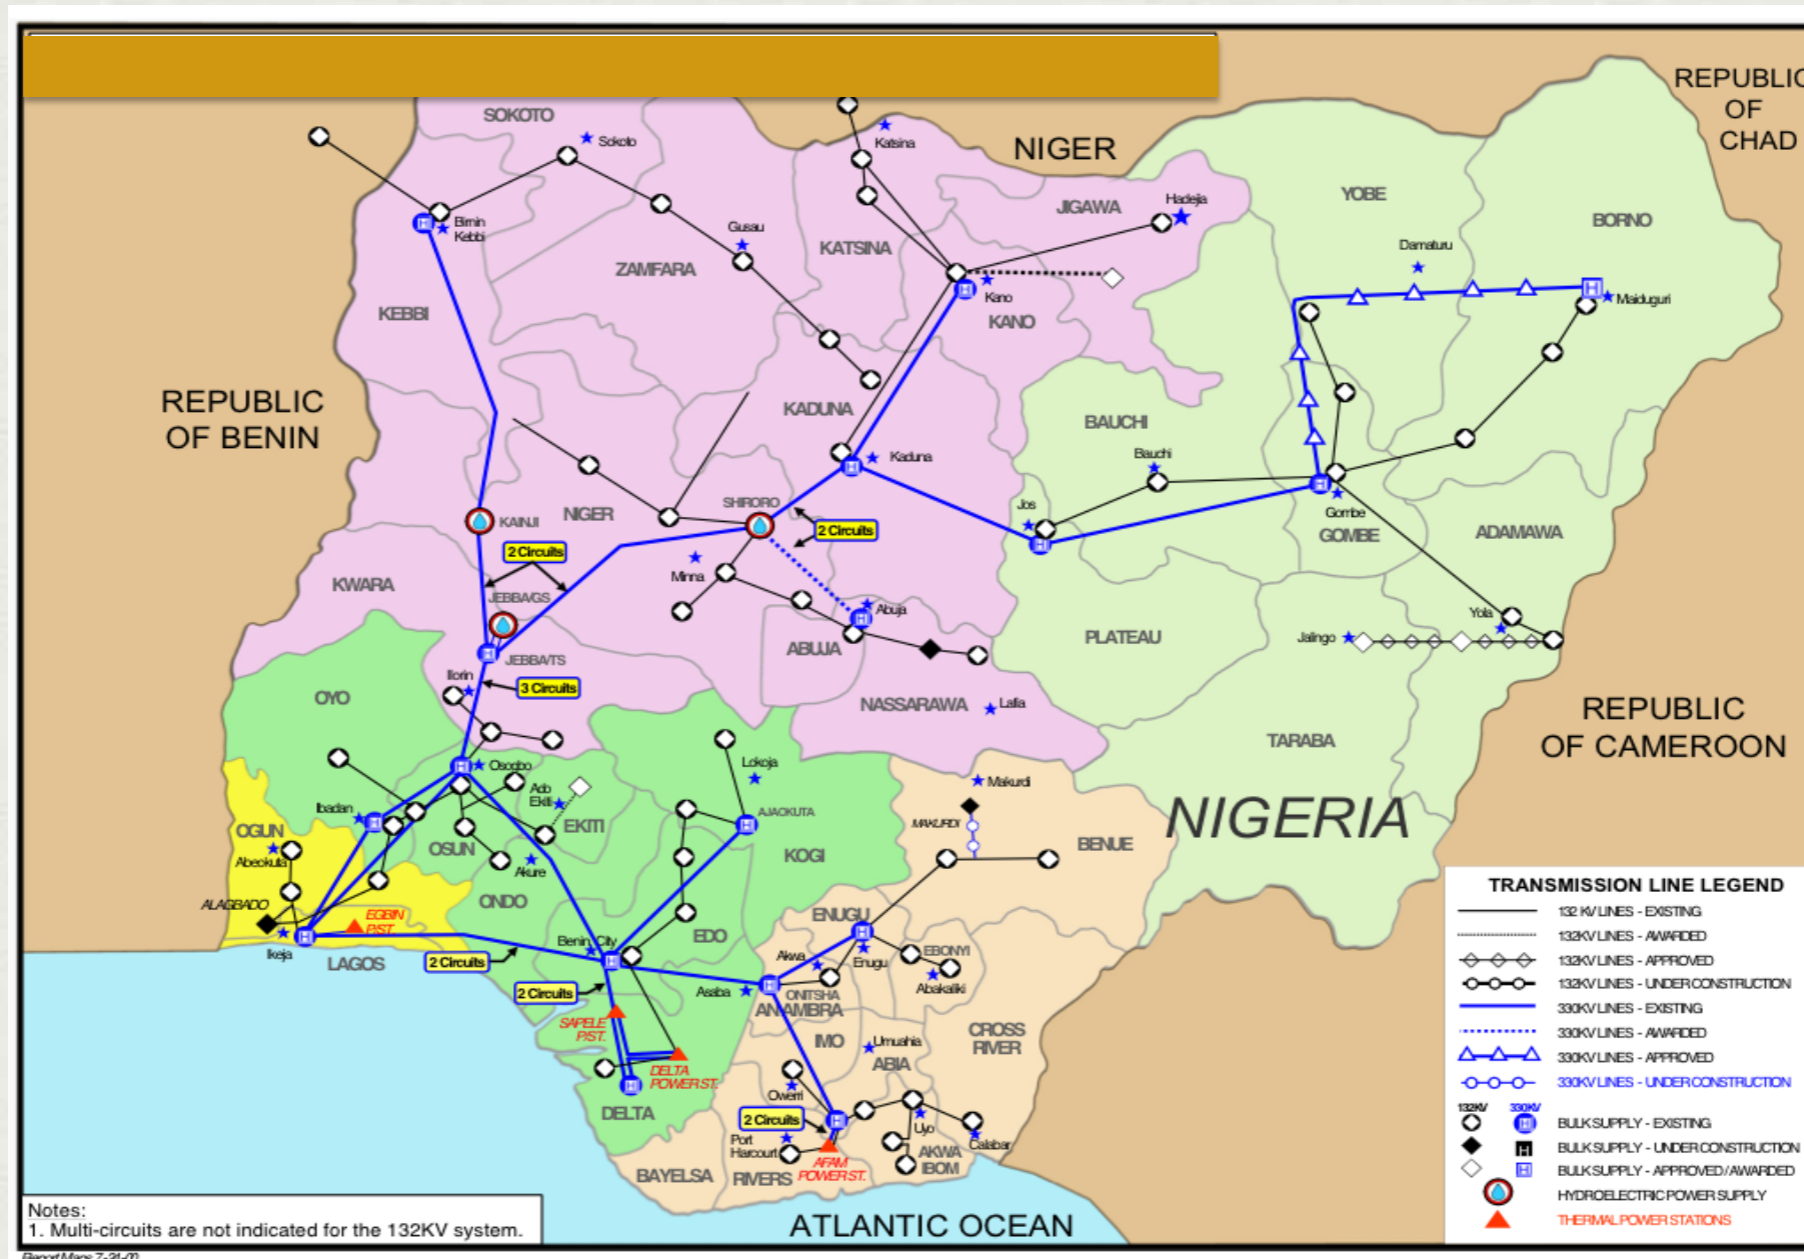 REPUBLIC
OF
CHAD
SOKOTO
Sokoto
Katsina
NIGER
YOBE
BORNO
Hadejia
JIGAWA
Birnin
Kebbi
Gusau
KATSINA
ZAMFARA
Damaturu
Maiduguri
Kano
KANO
KEBBI
REPUBLIC
OF BENIN
KADUNA
BAUCHI
Bauchi
Kaduna
SHIRORO
Jos
Gombe
GOMBE
ADAMAWA
KAINJI
NIGER
2 Circuits
2 Circuits
Minna
KWARA
JEBBA/GS
Abuja
ABUJA
PLATEAU
Jalingo
Yola
JEBBA/TS
Ilorin
3 Circuits
OYO
NASSARAWA
Lafia
TARABA
REPUBLIC
OF CAMEROON
Osogbo
Lokoja
Makurdi
Ado
Ekiti
EKITI
Ibadan
AJAOKUTA
MAKURDI
NIGERIA
OGUN
Abeokuta
OSUN
Akure
KOGI
BENUE
ALAGBADO
EGBIN
P/ST.
ONDO
ENUGU
EDO
Benin City
Ikeja
LAGOS
2 Circuits
Akwa
Enugu
EBONYI
Abakaliki
2 Circuits
Asaba
ONITSHA
ANAMBRA
SAPELE
P/ST.
IMO
Umuahia
ABIA
CROSS
RIVER
DELTA
POWER ST.
DELTA
Owerri
2 Circuits
Port
Harcourt
Uyo
Calabar
AKWA
IBOM
BAYELSA
RIVERS
AFAM
POWER ST.
ATLANTIC OCEAN
TRANSMISSION LINE LEGEND
132 KV LINES - EXISTING
132KV LINES - AWARDED
132KV LINES - APPROVED
132KV LINES - UNDER CONSTRUCTION
330KV LINES - EXISTING
330KV LINES - AWARDED
330KV LINES - APPROVED
330KV LINES - UNDER CONSTRUCTION
132KV 330KV
BULK SUPPLY - EXISTING
BULK SUPPLY - UNDER CONSTRUCTION
BULK SUPPLY - APPROVED/AWARDED
HYDROELECTRIC POWER SUPPLY
THERMAL POWER STATIONS
Notes:
1. Multi-circuits are not indicated for the 132KV system.